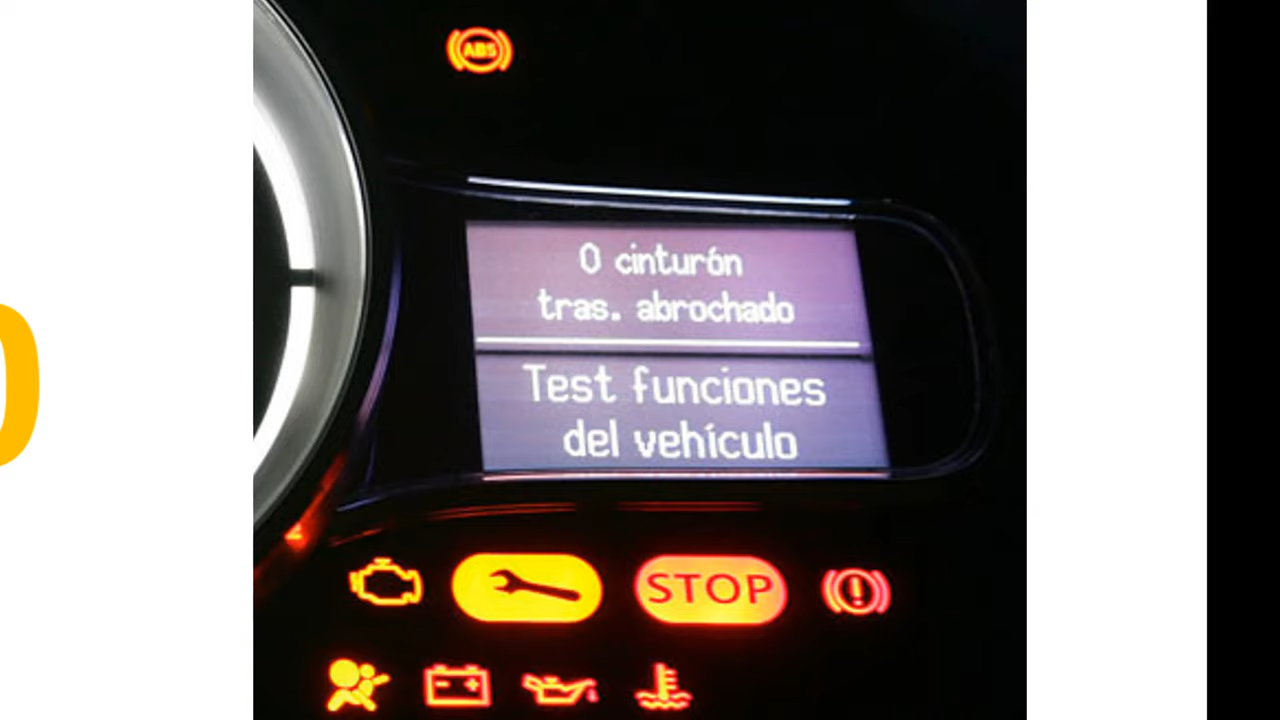 ABS
0 cinturón
tras. abrochado
Test funciones
del vehículo
STOP